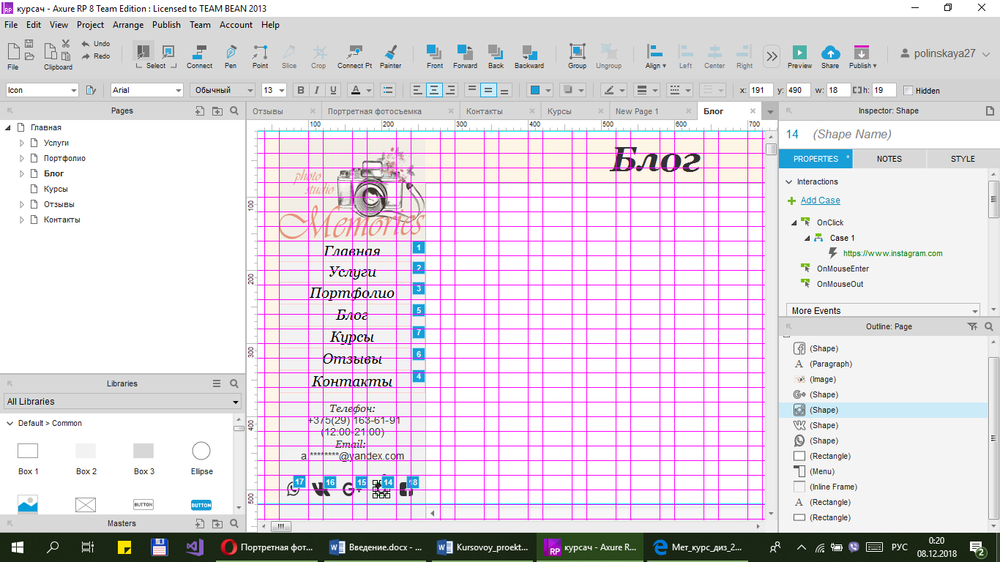 курсач - Axure RP 8 Team Edition : Licensed to TEAM BEAN 2013
File Edit View Project Arrange Publish Team Account Help
Undo
Redo
File Clipboard Select Connect Pen Point Slice Crop Connect Pt Painter Front Forward Back Backward Group Ungroup Align Left Center Right Preview Share Publish
polinskaya27
Icon Arial Обычный 13 B I U A x: 191 y: 490 w: 18 h: 19 Hidden
Pages
Главная
Услуги
Портфолио
Блог
Курсы
Отзывы
Контакты
Libraries
All Libraries
Default > Common
Box 1 Box 2 Box 3 Ellipse
BUTTON BUTTON
Masters
Отзывы Портретная фотосъемка Контакты Курсы New Page 1 Блог
100 200 300 400 500 600 700
100
200
300
400
500
Блог
photo
studio
Memories
Главная 1
Услуги 2
Портфолио 3
Блог 5
Курсы 7
Отзывы 6
Контакты 4
Телефон:
+375(29) 163-61-91
(12:00-21:00)
Email:
a.********@yandex.com
17 16 15 14 18
Inspector: Shape
14 (Shape Name)
PROPERTIES * NOTES STYLE
Interactions
Add Case
OnClick
Case 1
https://www.instagram.com
OnMouseEnter
OnMouseOut
More Events
Outline: Page
(Shape)
(Paragraph)
(Image)
(Shape)
(Shape)
(Shape)
(Shape)
(Rectangle)
(Menu)
(Inline Frame)
(Rectangle)
(Rectangle)
Портретная фот... Введение.docx - ... Kursovoy_proekt... курсач - Axure R... Мет_курс_диз_2...
РУС
0:20
08.12.2018
2